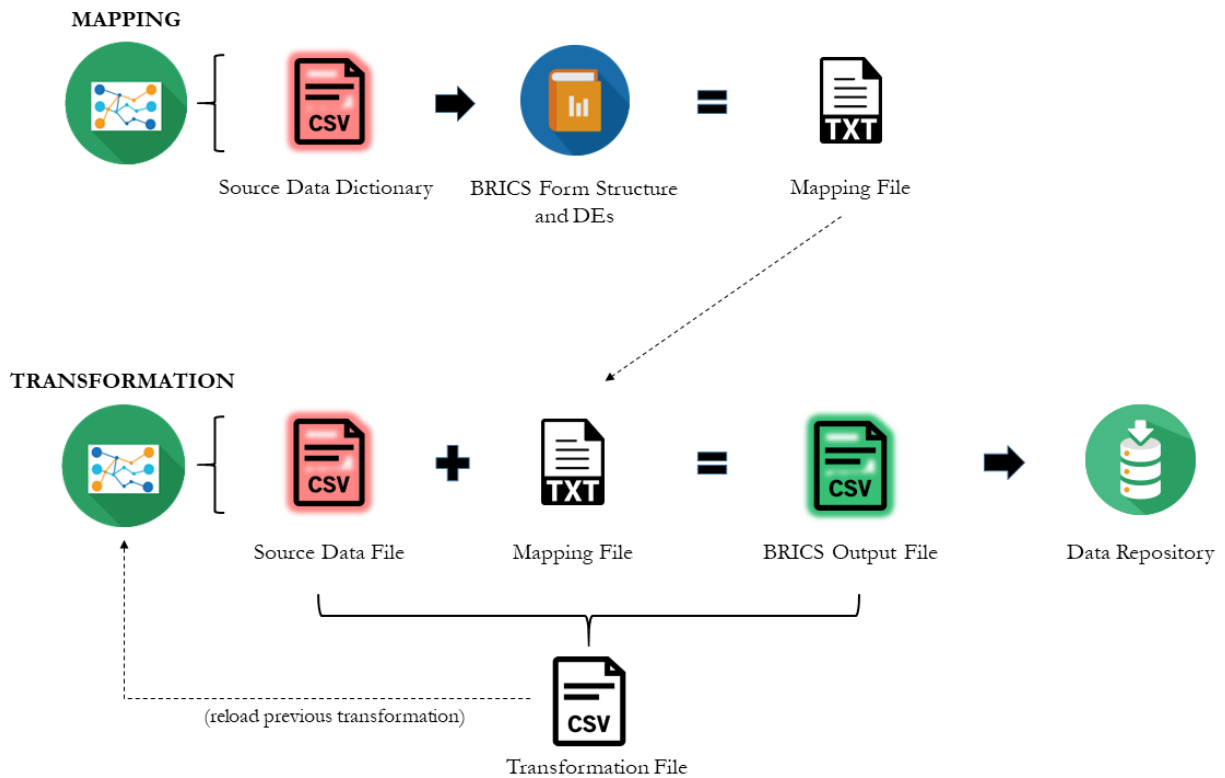 MAPPING
CSV
TXT
Source Data Dictionary
BRICS Form Structure
and DEs
Mapping File
TRANSFORMATION
CSV
TXT
CSV
Source Data File
Mapping File
BRICS Output File
Data Repository
CSV
(reload previous transformation)
Transformation File